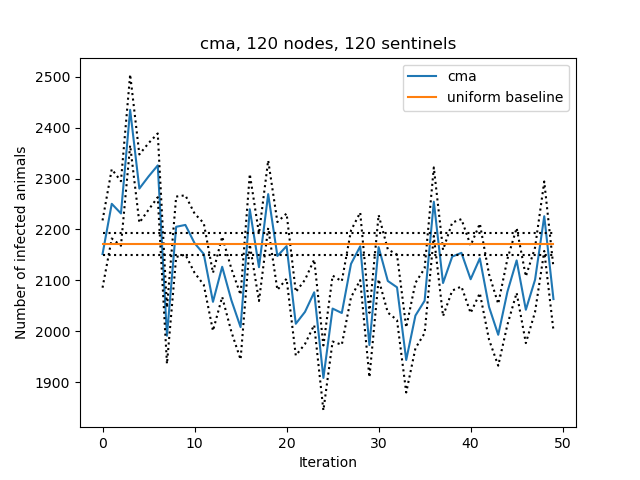 cma, 120 nodes, 120 sentinels
cma
uniform baseline
Number of infected animals
2500
2400
2300
2200
2100
2000
1900
0 10 20 30 40 50
Iteration